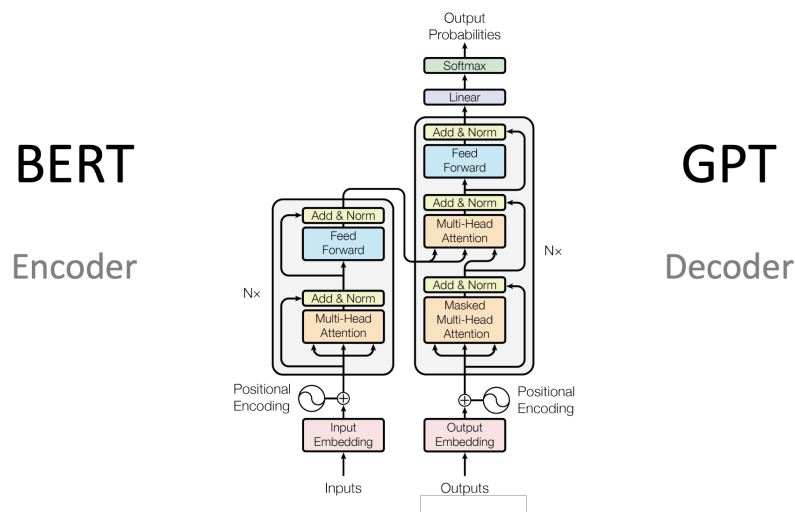 BERT
Encoder
Output
Probabilities
Softmax
Linear
Add & Norm
Feed
Forward
Add & Norm
Multi-Head
Attention
Add & Norm
Masked
Multi-Head
Attention
Nx
Positional
Encoding
Output
Embedding
Outputs
Add & Norm
Feed
Forward
Add & Norm
Multi-Head
Attention
N×
Positional
Encoding
Input
Embedding
Inputs
GPT
Decoder